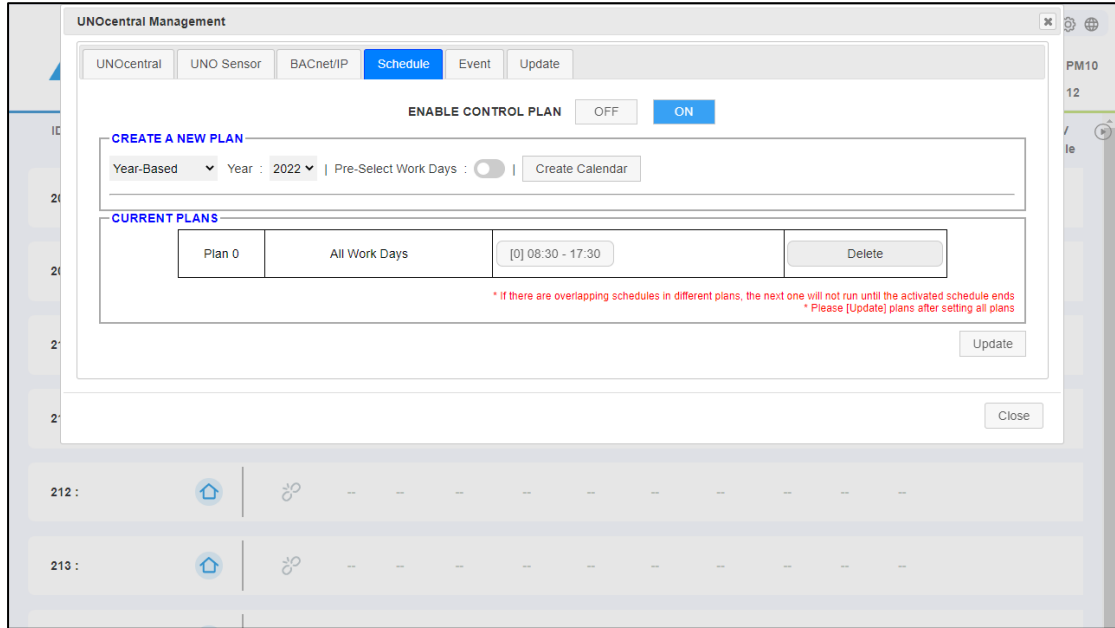 UNOcentral Management
UNOcentral UNO Sensor BACnet/IP Schedule Event Update
PM10
12
ENABLE CONTROL PLAN OFF ON
ID
le
CREATE A NEW PLAN
Year-Based Year : 2022 | Pre-Select Work Days : | Create Calendar
CURRENT PLANS
Plan 0 All Work Days [0] 08:30 - 17:30 Delete
* If there are overlapping schedules in different plans, the next one will not run until the activated schedule ends
* Please [Update] plans after setting all plans
Update
Close
212 : -- -- -- -- -- -- -- -- --
213 : -- -- -- -- -- -- -- -- --